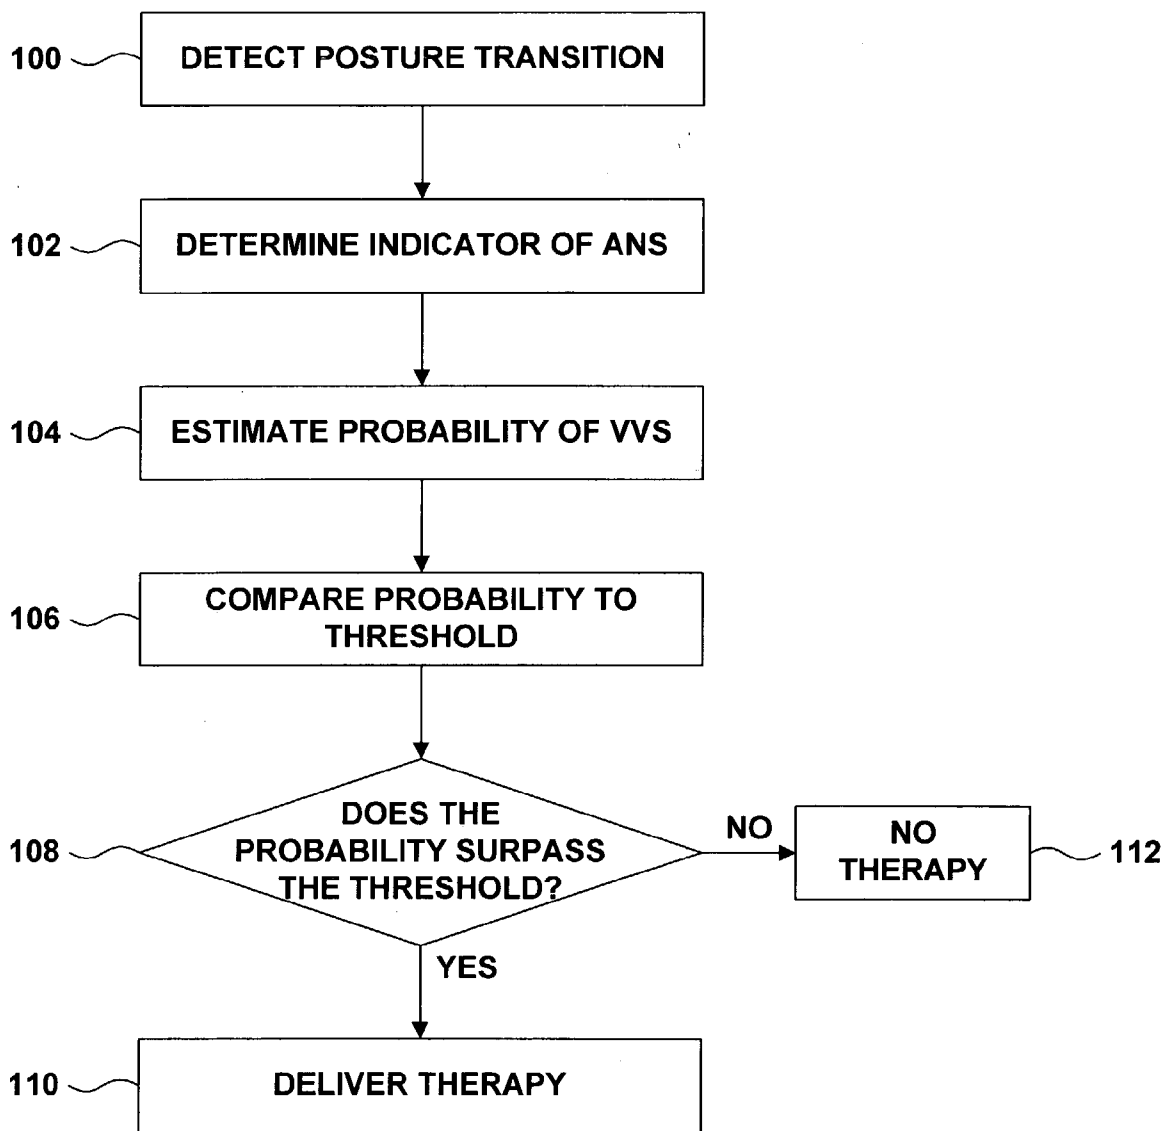 100
DETECT POSTURE TRANSITION
102
DETERMINE INDICATOR OF ANS
104
ESTIMATE PROBABILITY OF VVS
106
COMPARE PROBABILITY TO
THRESHOLD
108
DOES THE
PROBABILITY SURPASS
THE THRESHOLD?
NO
NO
THERAPY
112
YES
110
DELIVER THERAPY